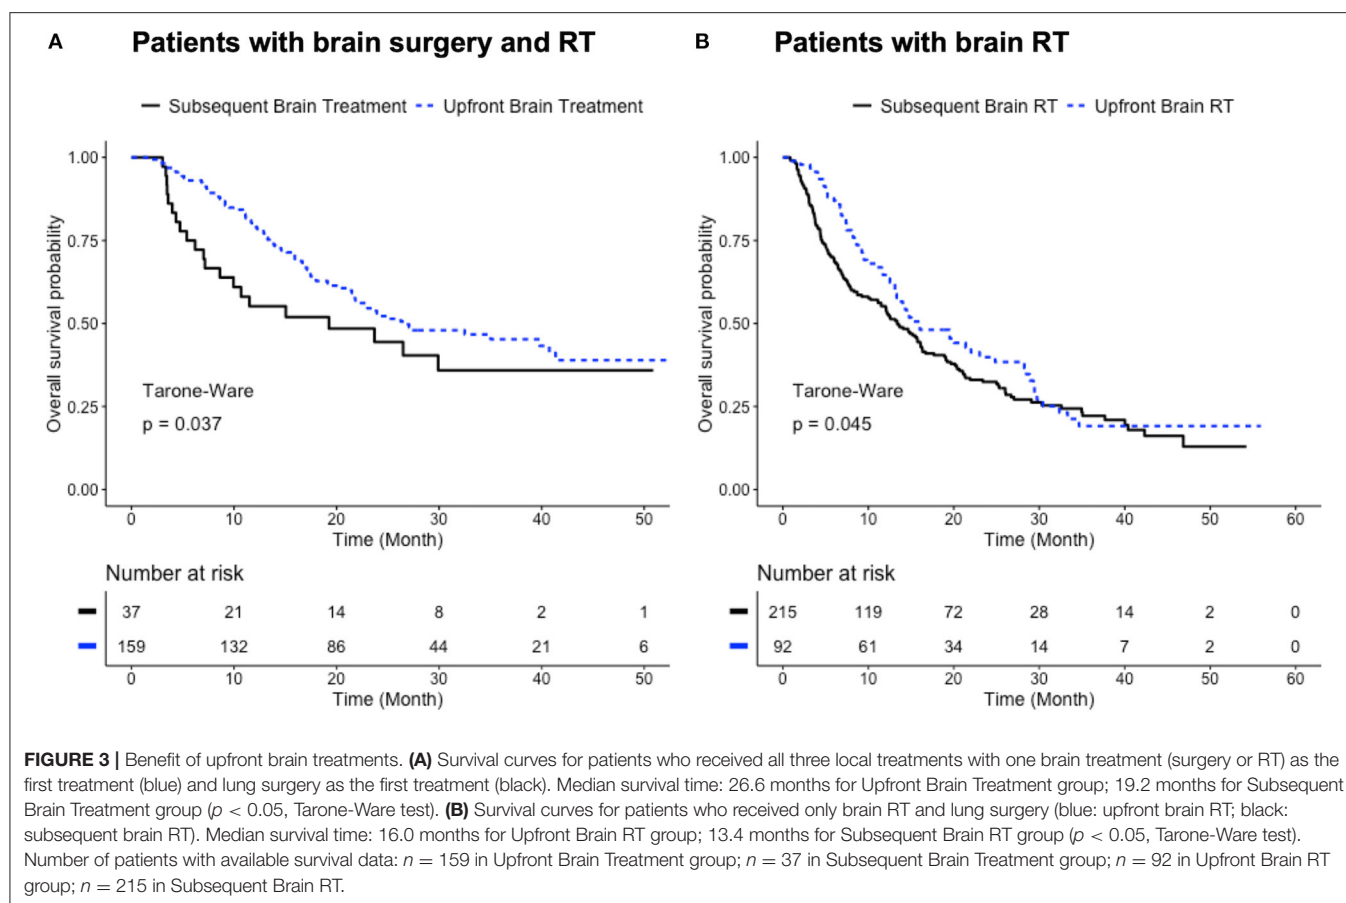 A Patients with brain surgery and RT
Subsequent Brain Treatment Upfront Brain Treatment
Overall survival probability
1.00
0.75
0.50
0.25
0.00
Tarone-Ware
p = 0.037
0 10 20 30 40 50
Time (Month)
Number at risk
37 21 14 8 2 1
159 132 86 44 21 6
0 10 20 30 40 50
Time (Month)
B Patients with brain RT
Subsequent Brain RT Upfront Brain RT
Overall survival probability
1.00
0.75
0.50
0.25
0.00
Tarone-Ware
p = 0.045
0 10 20 30 40 50 60
Time (Month)
Number at risk
215 119 72 28 14 2 0
92 61 34 14 7 2 0
0 10 20 30 40 50 60
Time (Month)
FIGURE 3 | Benefit of upfront brain treatments. (A) Survival curves for patients who received all three local treatments with one brain treatment (surgery or RT) as the
first treatment (blue) and lung surgery as the first treatment (black). Median survival time: 26.6 months for Upfront Brain Treatment group; 19.2 months for Subsequent
Brain Treatment group (p < 0.05, Tarone-Ware test). (B) Survival curves for patients who received only brain RT and lung surgery (blue: upfront brain RT; black:
subsequent brain RT). Median survival time: 16.0 months for Upfront Brain RT group; 13.4 months for Subsequent Brain RT group (p < 0.05, Tarone-Ware test).
Number of patients with available survival data: n = 159 in Upfront Brain Treatment group; n = 37 in Subsequent Brain Treatment group; n = 92 in Upfront Brain RT
group; n = 215 in Subsequent Brain RT.